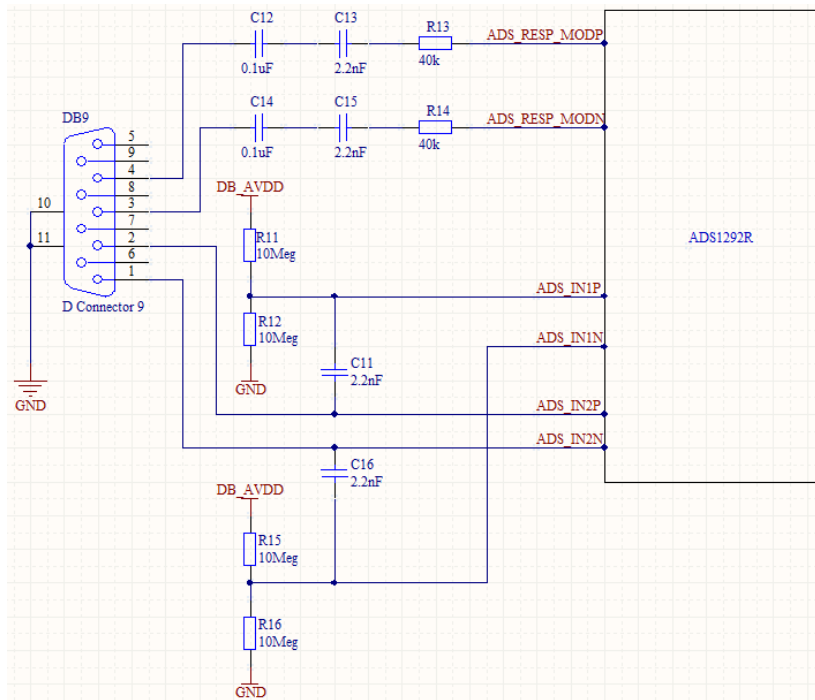 C12
C13
R13
ADS_RESP_MODP
0.1uF
2.2nF
40k
C14
C15
R14
ADS_RESP_MODN
0.1uF
2.2nF
40k
DB9
5
9
4
8
3
7
2
6
1
10
11
D Connector 9
GND
DB_AVDD
R11
10Meg
R12
10Meg
GND
C11
2.2nF
ADS_IN1P
ADS_IN1N
ADS_IN2P
ADS_IN2N
ADS1292R
C16
2.2nF
DB_AVDD
R15
10Meg
R16
10Meg
GND